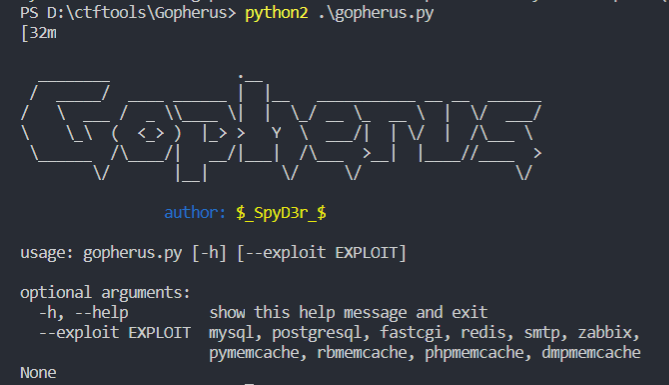 PS D:\ctftools\Gopherus> python2 .\gopherus.py
[32m
Gopherus
author: $_SpyD3r_$
usage: gopherus.py [-h] [--exploit EXPLOIT]
optional arguments:
-h, --help show this help message and exit
--exploit EXPLOIT mysql, postgresql, fastcgi, redis, smtp, zabbix,
pymemcache, rbmemcache, phpmemcache, dmpmemcache
None